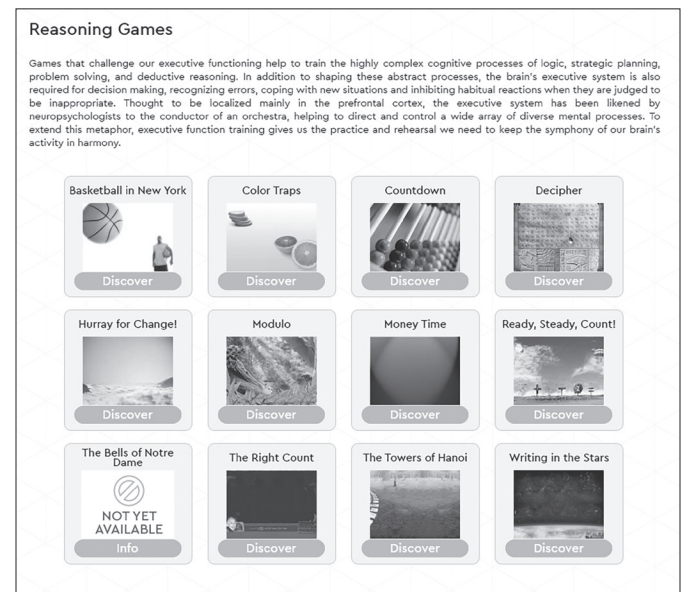 Reasoning Games
Games that challenge our executive functioning help to train the highly complex cognitive processes of logic, strategic planning,
problem solving, and deductive reasoning. In addition to shaping these abstract processes, the brain's executive system is also
required for decision making, recognizing errors, coping with new situations and inhibiting habitual reactions when they are judged to
be inappropriate. Thought to be localized mainly in the prefrontal cortex, the executive system has been likened by
neuropsychologists to the conductor of an orchestra, helping to direct and control a wide array of diverse mental processes. To
extend this metaphor, executive function training gives us the practice and rehearsal we need to keep the symphony of our brain's
activity in harmony.
Basketball in New York
Discover
Color Traps
Discover
Countdown
Discover
Decipher
Discover
Hurray for Change!
Discover
Modulo
Discover
Money Time
Discover
Ready, Steady, Count!
Discover
The Bells of Notre
Dame
NOT YET
AVAILABLE
Info
The Right Count
Discover
The Towers of Hanoi
Discover
Writing in the Stars
Discover